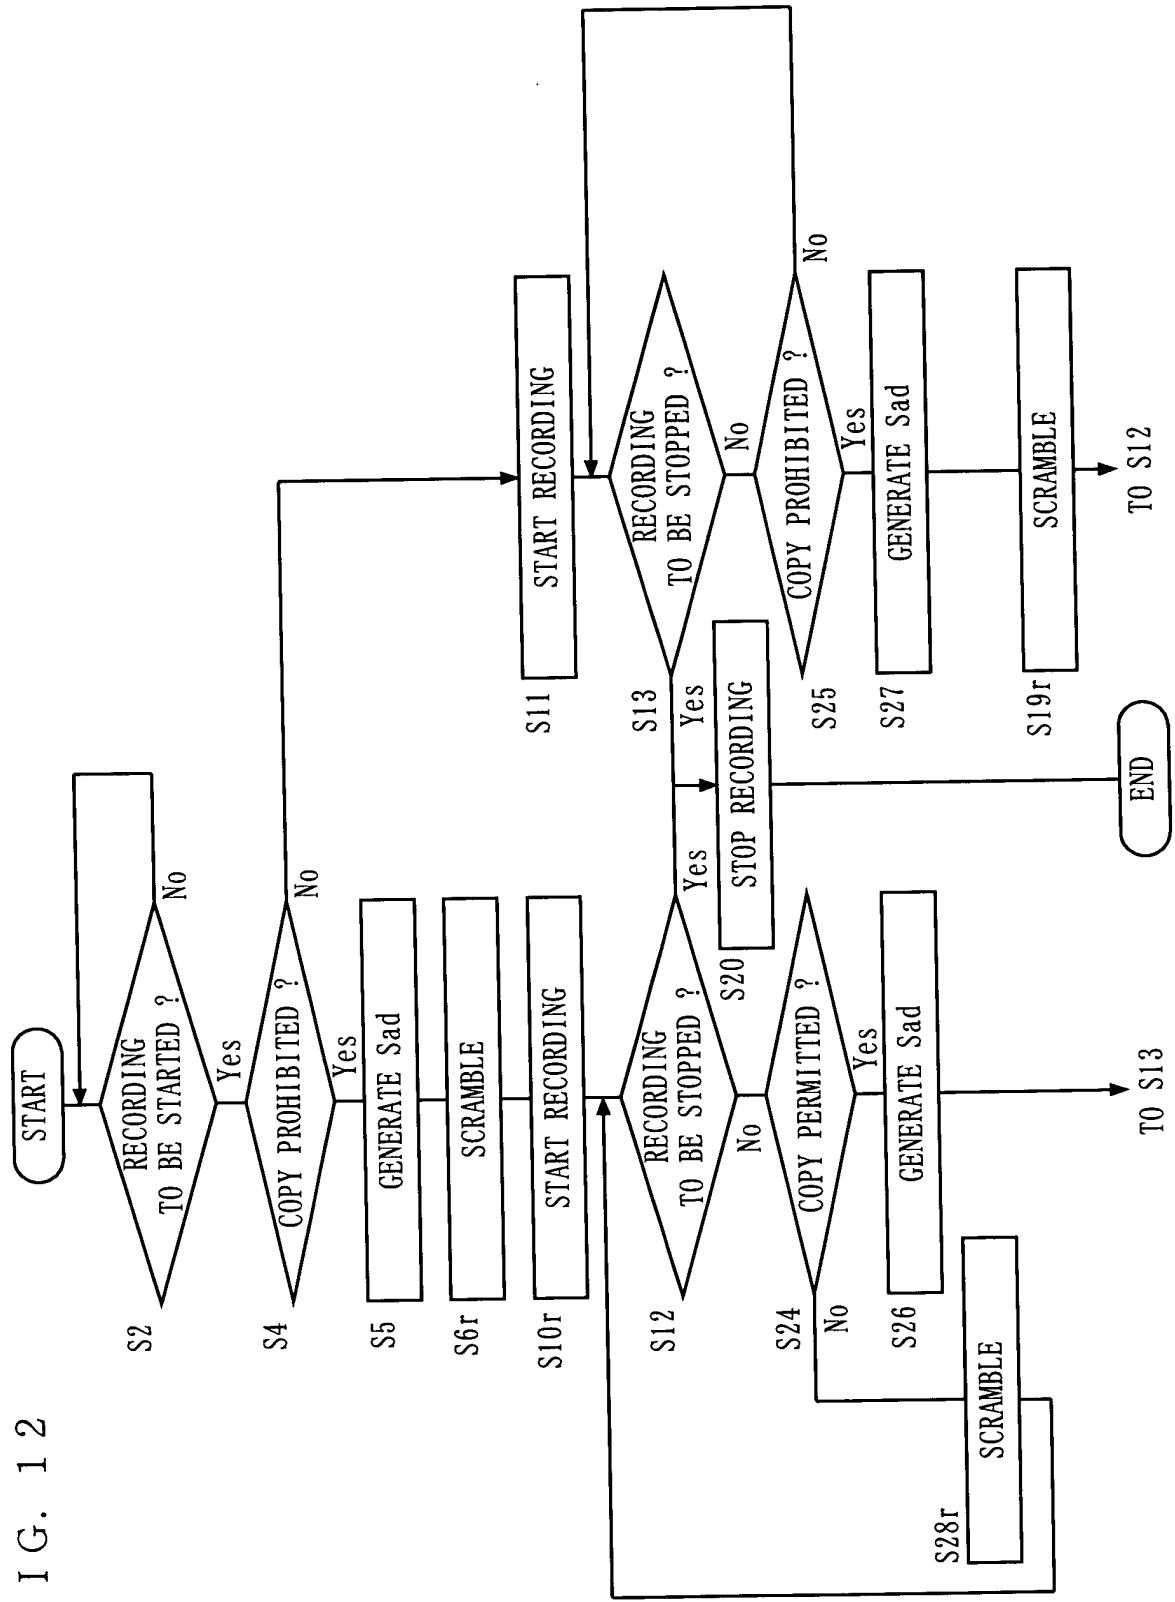 IG. 12
START
S2
RECORDING
TO BE STARTED ?
No
Yes
S4
COPY PROHIBITED ?
No
Yes
S5
GENERATE Sad
S6r
SCRAMBLE
S10r
START RECORDING
S12
RECORDING
TO BE STOPPED ?
Yes
No
S24
COPY PERMITTED ?
No
Yes
S26
GENERATE Sad
TO S13
S28r
SCRAMBLE
S11
START RECORDING
S13
RECORDING
TO BE STOPPED ?
Yes
No
S20
STOP RECORDING
END
S25
COPY PROHIBITED ?
No
Yes
S27
GENERATE Sad
S19r
SCRAMBLE
TO S12